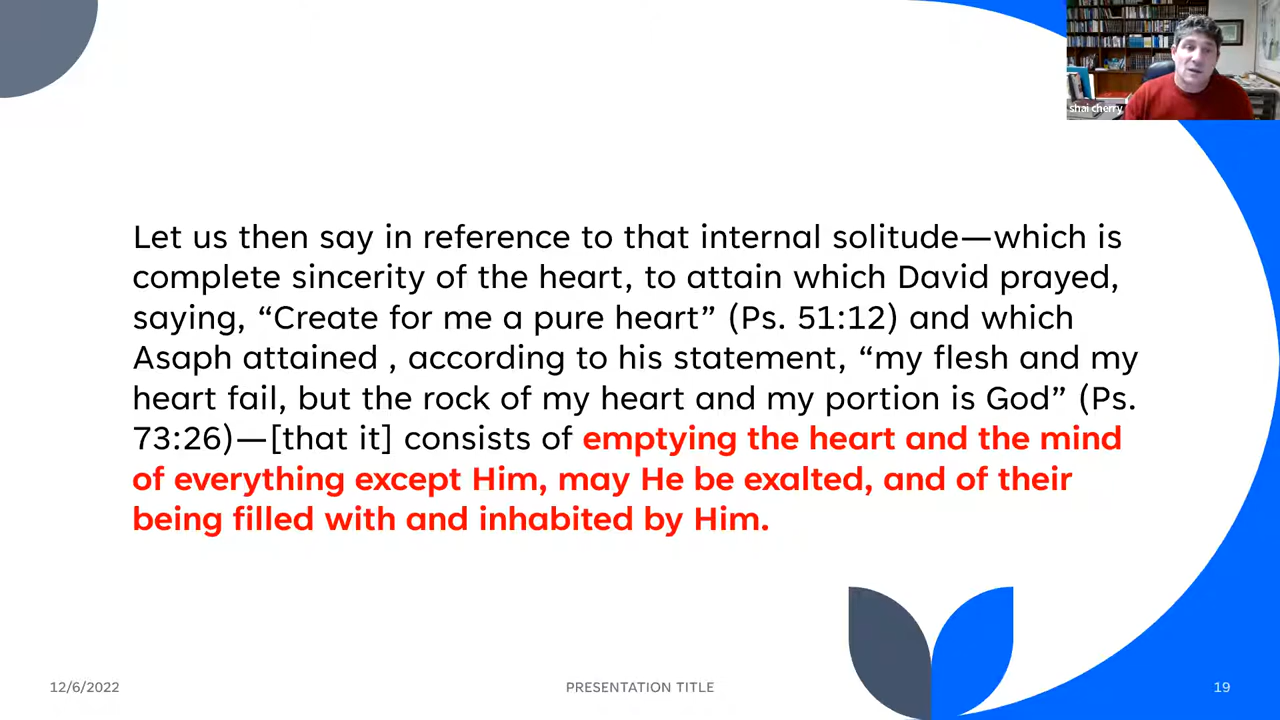 shai cherry
Let us then say in reference to that internal solitude—which is
complete sincerity of the heart, to attain which David prayed,
saying, “Create for me a pure heart” (Ps. 51:12) and which
Asaph attained , according to his statement, “my flesh and my
heart fail, but the rock of my heart and my portion is God” (Ps.
73:26)—[that it] consists of emptying the heart and the mind
of everything except Him, may He be exalted, and of their
being filled with and inhabited by Him.
12/6/2022
PRESENTATION TITLE
19